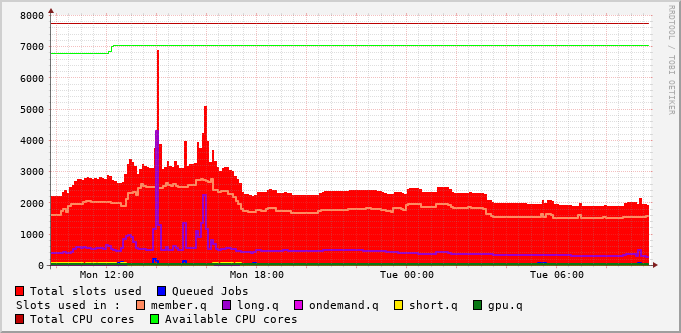 8000
7000
6000
5000
4000
3000
2000
1000
0
Mon 12:00 Mon 18:00 Tue 00:00 Tue 06:00
Total slots used Queued Jobs
Slots used in : member.q long.q ondemand.q short.q gpu.q
Total CPU cores Available CPU cores
RRDTOOL / TOBI OETIKER